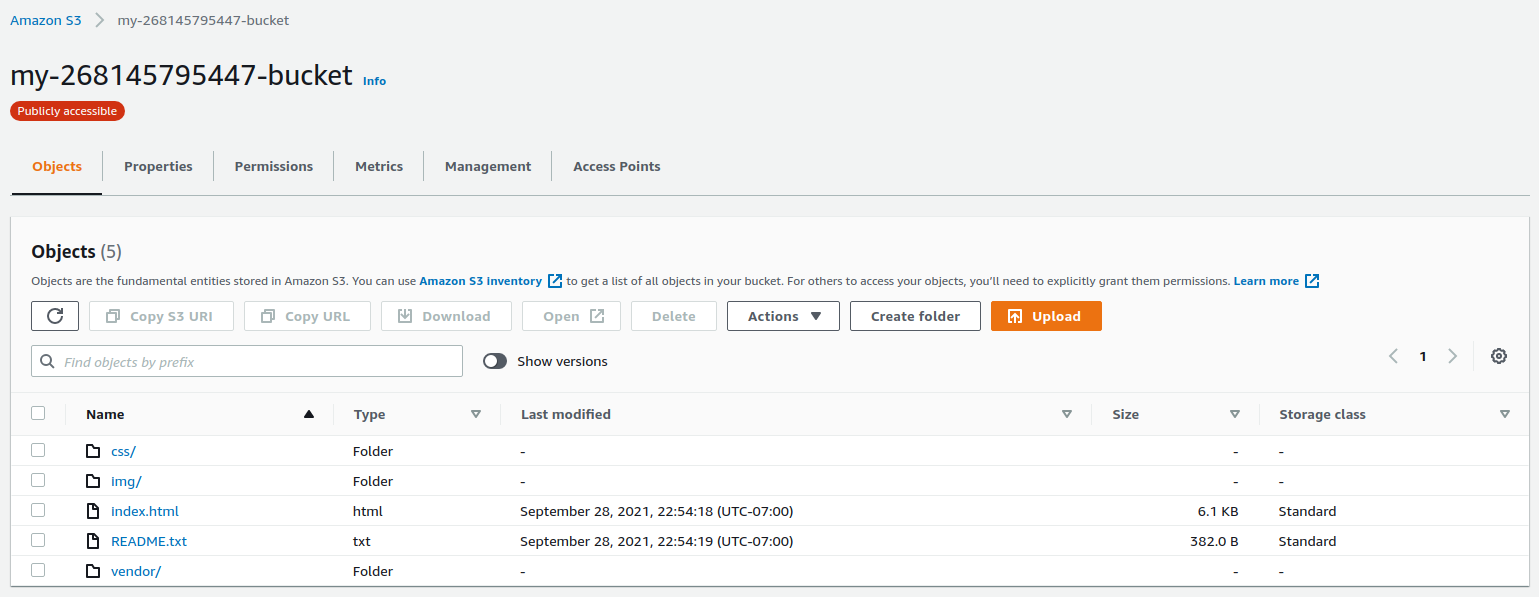 Amazon S3 > my-268145795447-bucket
my-268145795447-bucket Info
Publicly accessible
Objects Properties Permissions Metrics Management Access Points
Objects (5)
Objects are the fundamental entities stored in Amazon S3. You can use Amazon S3 inventory to get a list of all objects in your bucket. For others to access your objects, you'll need to explicitly grant them permissions. Learn more
Copy S3 URI Copy URL Download Open Delete Actions Create folder Upload
Find objects by prefix Show versions 1
Name Type Last modified Size Storage class
css/ Folder - - -
img/ Folder - - -
index.html html September 28, 2021, 22:54:18 (UTC-07:00) 6.1 KB Standard
README.txt txt September 28, 2021, 22:54:19 (UTC-07:00) 382.0 B Standard
vendor/ Folder - - -